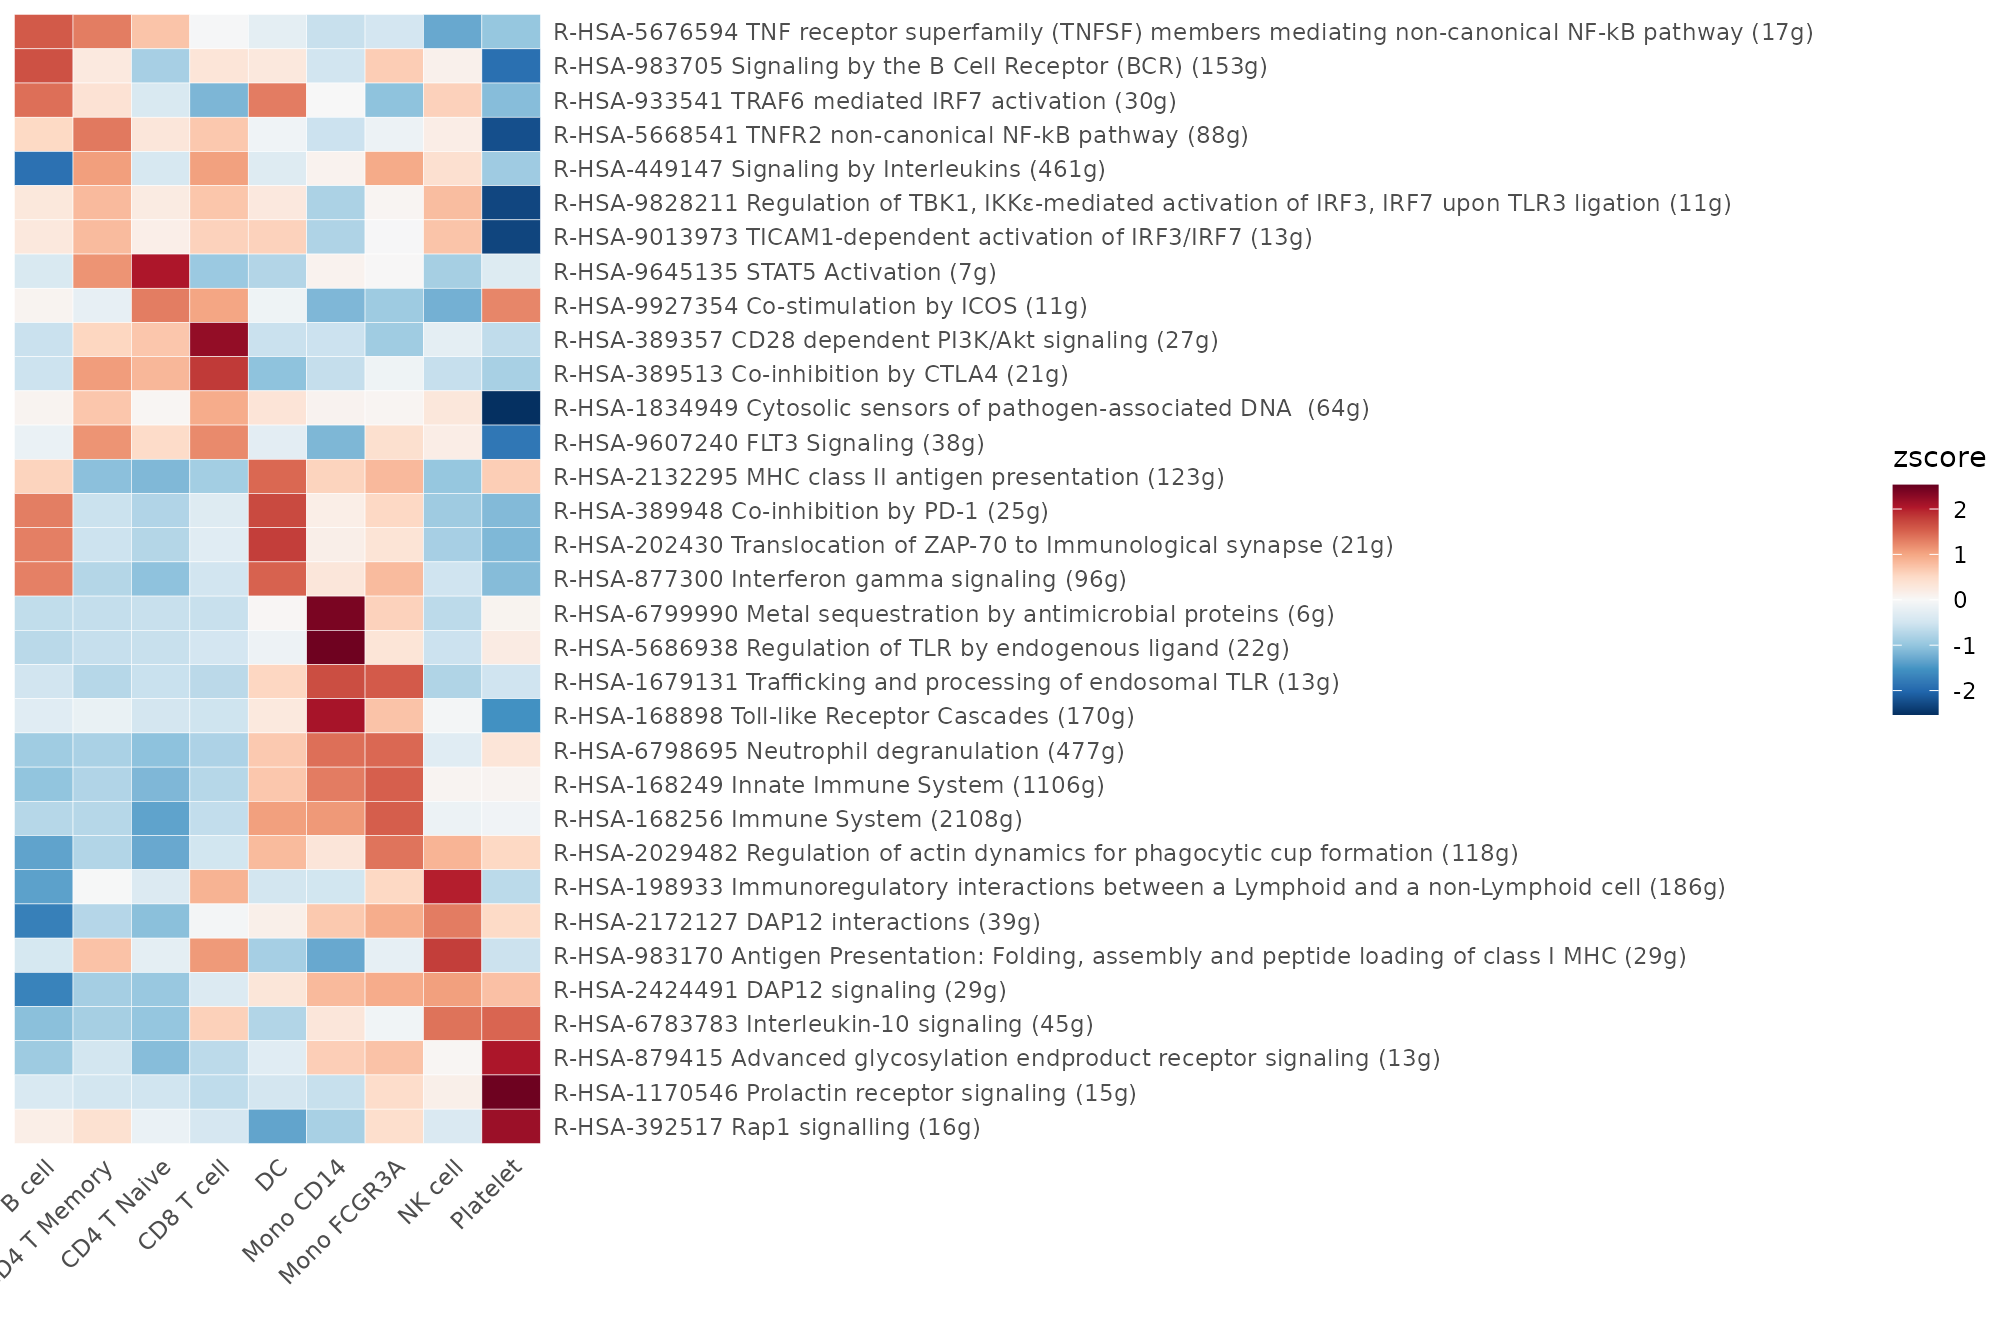 R-HSA-5676594 TNF receptor superfamily (TNFSF) members mediating non-canonical NF-kB pathway (17g)
R-HSA-983705 Signaling by the B Cell Receptor (BCR) (153g)
R-HSA-933541 TRAF6 mediated IRF7 activation (30g)
R-HSA-5668541 TNFR2 non-canonical NF-kB pathway (88g)
R-HSA-449147 Signaling by Interleukins (461g)
R-HSA-9828211 Regulation of TBK1, IKKε-mediated activation of IRF3, IRF7 upon TLR3 ligation (11g)
R-HSA-9013973 TICAM1-dependent activation of IRF3/IRF7 (13g)
R-HSA-9645135 STAT5 Activation (7g)
R-HSA-9927354 Co-stimulation by ICOS (11g)
R-HSA-389357 CD28 dependent PI3K/Akt signaling (27g)
R-HSA-389513 Co-inhibition by CTLA4 (21g)
R-HSA-1834949 Cytosolic sensors of pathogen-associated DNA  (64g)
R-HSA-9607240 FLT3 Signaling (38g)
R-HSA-2132295 MHC class II antigen presentation (123g)
R-HSA-389948 Co-inhibition by PD-1 (25g)
R-HSA-202430 Translocation of ZAP-70 to Immunological synapse (21g)
R-HSA-877300 Interferon gamma signaling (96g)
R-HSA-6799990 Metal sequestration by antimicrobial proteins (6g)
R-HSA-5686938 Regulation of TLR by endogenous ligand (22g)
R-HSA-1679131 Trafficking and processing of endosomal TLR (13g)
R-HSA-168898 Toll-like Receptor Cascades (170g)
R-HSA-6798695 Neutrophil degranulation (477g)
R-HSA-168249 Innate Immune System (1106g)
R-HSA-168256 Immune System (2108g)
R-HSA-2029482 Regulation of actin dynamics for phagocytic cup formation (118g)
R-HSA-198933 Immunoregulatory interactions between a Lymphoid and a non-Lymphoid cell (186g)
R-HSA-2172127 DAP12 interactions (39g)
R-HSA-983170 Antigen Presentation: Folding, assembly and peptide loading of class I MHC (29g)
R-HSA-2424491 DAP12 signaling (29g)
R-HSA-6783783 Interleukin-10 signaling (45g)
R-HSA-879415 Advanced glycosylation endproduct receptor signaling (13g)
R-HSA-1170546 Prolactin receptor signaling (15g)
R-HSA-392517 Rap1 signalling (16g)
B cell
D4 T Memory
CD4 T Naive
CD8 T cell
DC
Mono CD14
Mono FCGR3A
NK cell
Platelet
zscore
2
1
0
-1
-2